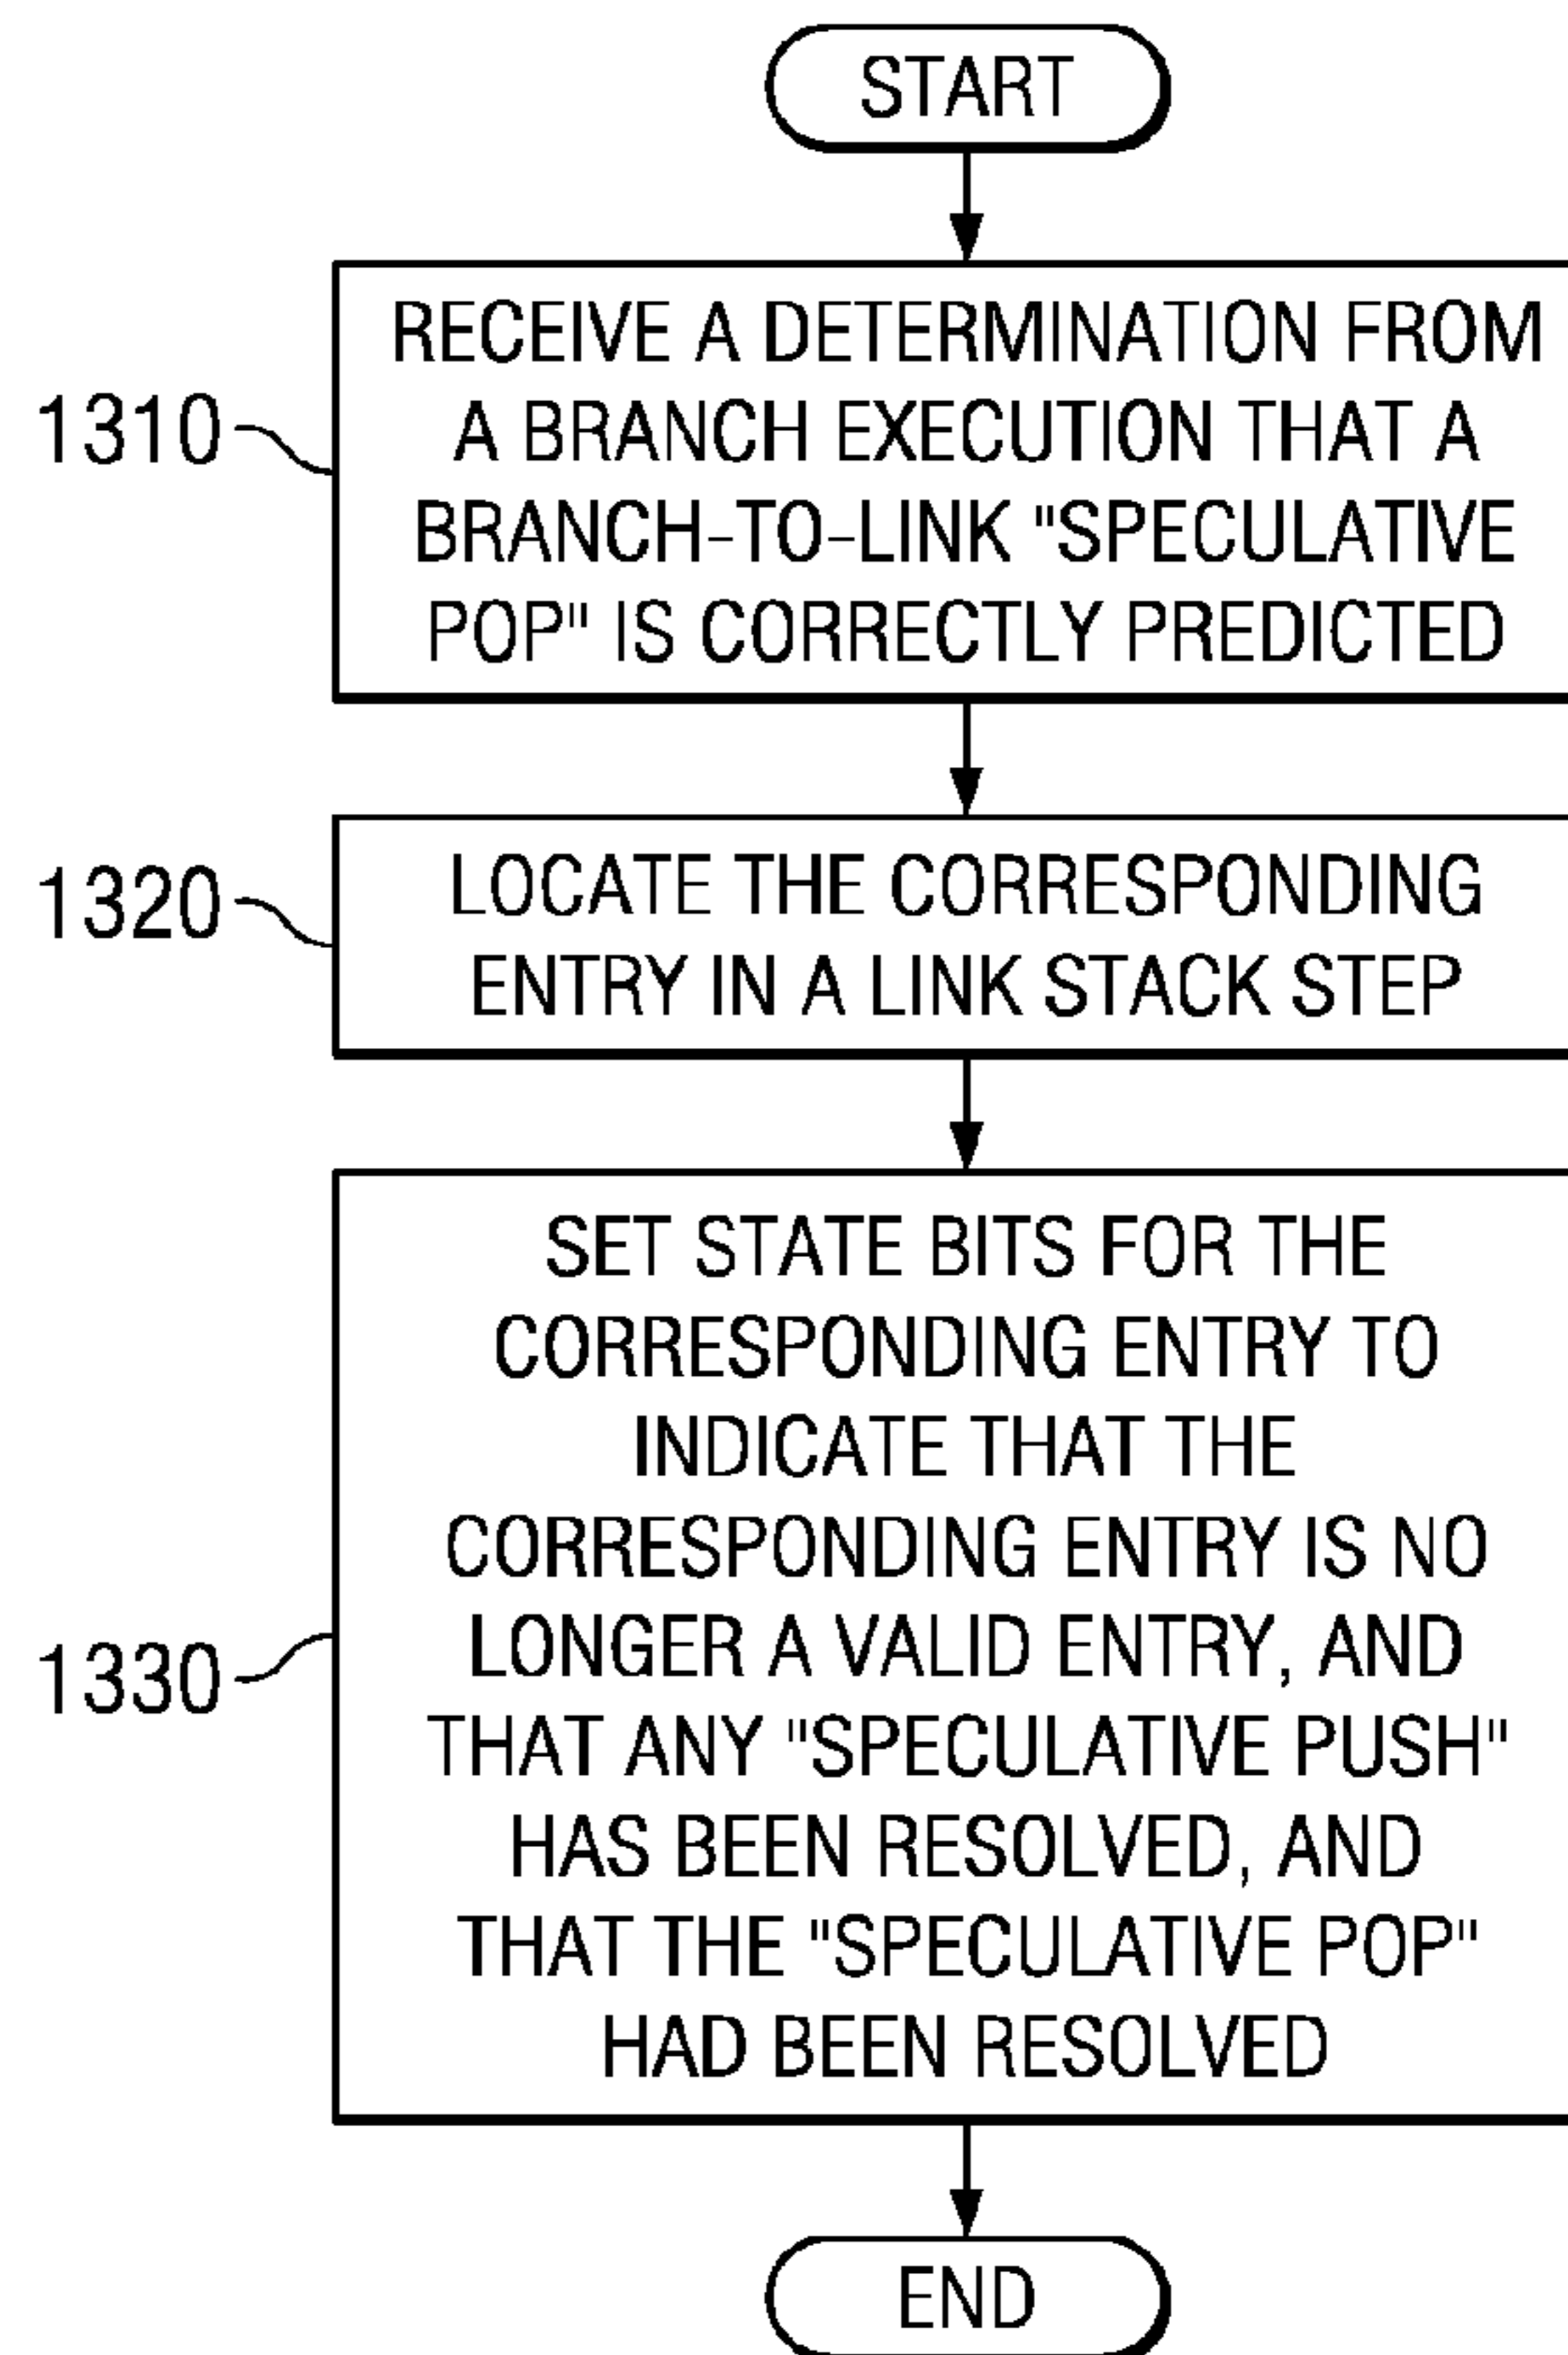 START
RECEIVE A DETERMINATION FROM
A BRANCH EXECUTION THAT A
BRANCH-TO-LINK "SPECULATIVE
POP" IS CORRECTLY PREDICTED
1310
LOCATE THE CORRESPONDING
ENTRY IN A LINK STACK STEP
1320
SET STATE BITS FOR THE
CORRESPONDING ENTRY TO
INDICATE THAT THE
CORRESPONDING ENTRY IS NO
LONGER A VALID ENTRY, AND
THAT ANY "SPECULATIVE PUSH"
HAS BEEN RESOLVED, AND
THAT THE "SPECULATIVE POP"
HAD BEEN RESOLVED
1330
END